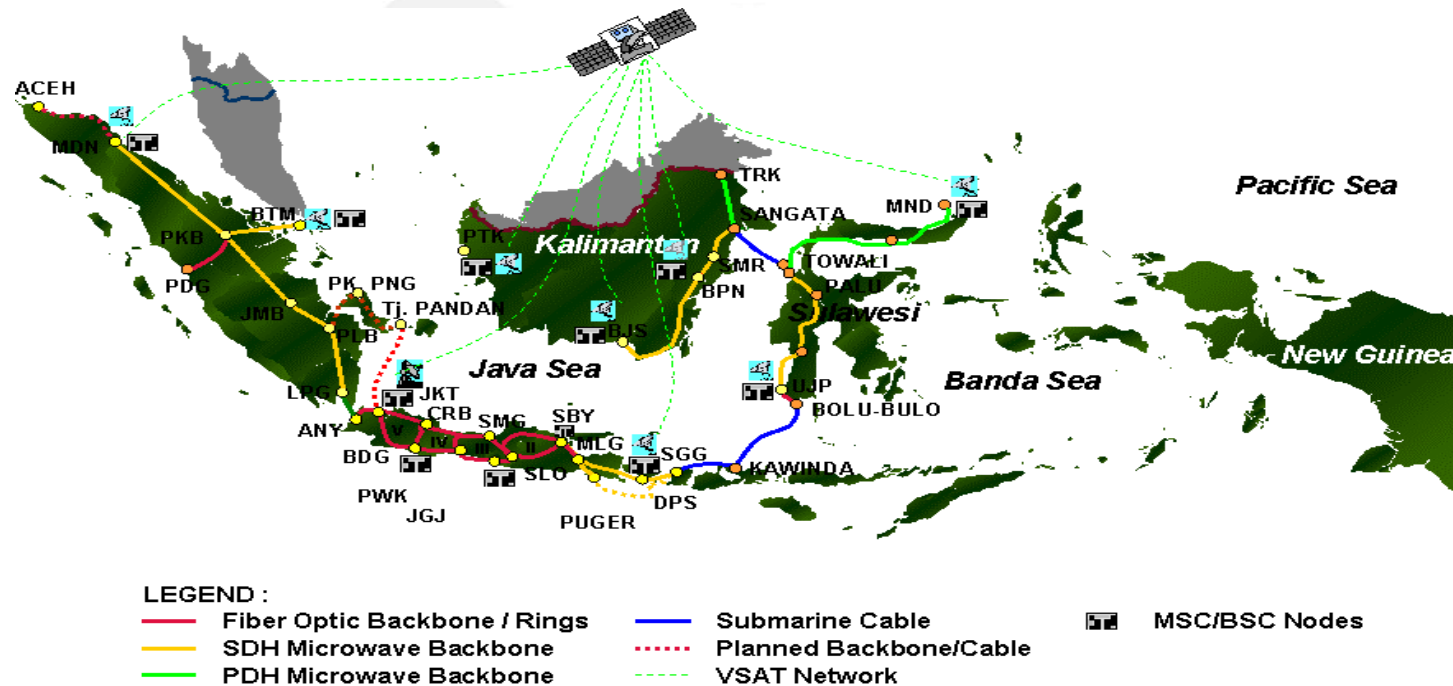 ACEH
MDN
BTM
PKB
PDG
JMB
PK
PNG
Tj. PANDAN
PLB
LPG
ANY
JKT
CRB
SMG
SBY
MLG
V
IV
III
II
BDG
SLO
PWK
JGJ
PUGER
DPS
SGG
KAWINDA
BOLU-BULO
UJP
PTK
Kalimantan
BJS
BPN
SMR
SANGATA
TRK
MND
TOWALI
PALU
Sulawesi
Java Sea
Banda Sea
Pacific Sea
New Guinea
LEGEND :
Fiber Optic Backbone / Rings
SDH Microwave Backbone
PDH Microwave Backbone
Submarine Cable
Planned Backbone/Cable
VSAT Network
MSC/BSC Nodes